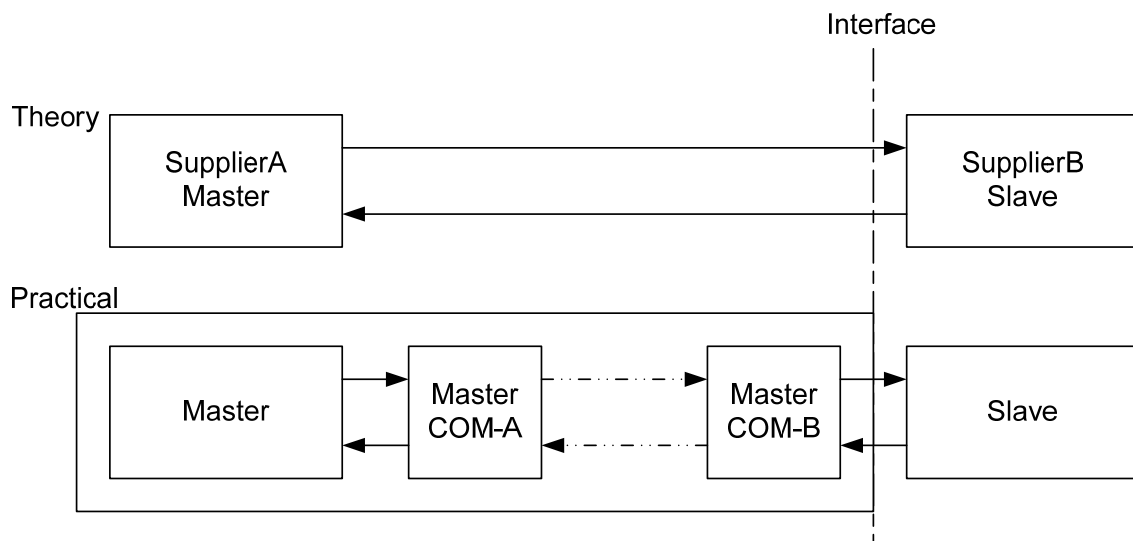 Interface
Theory
SupplierA
Master
SupplierB
Slave
Practical
Master
Master
COM-A
Master
COM-B
Slave